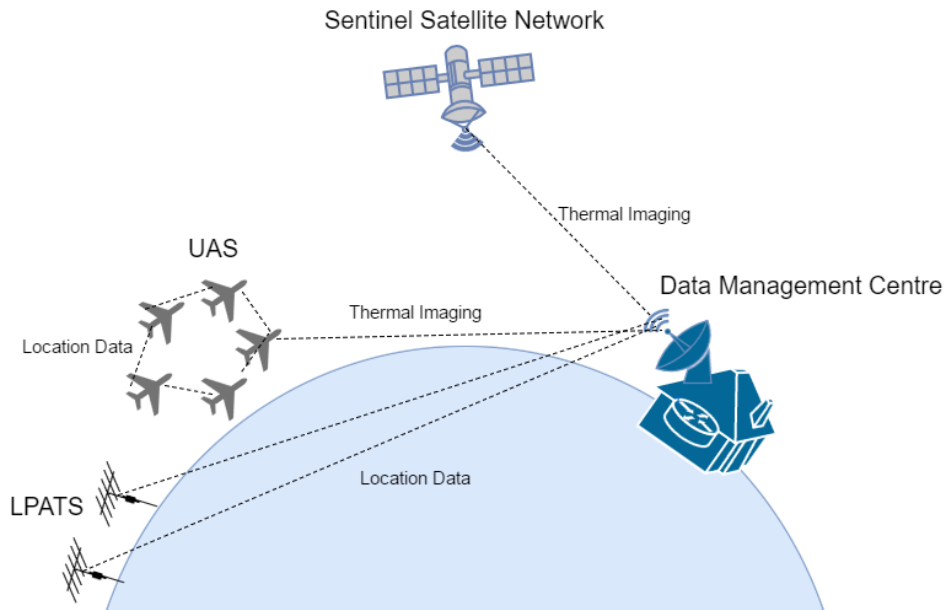 Sentinel Satellite Network
Thermal Imaging
UAS
Data Management Centre
Thermal Imaging
Location Data
Location Data
LPATS